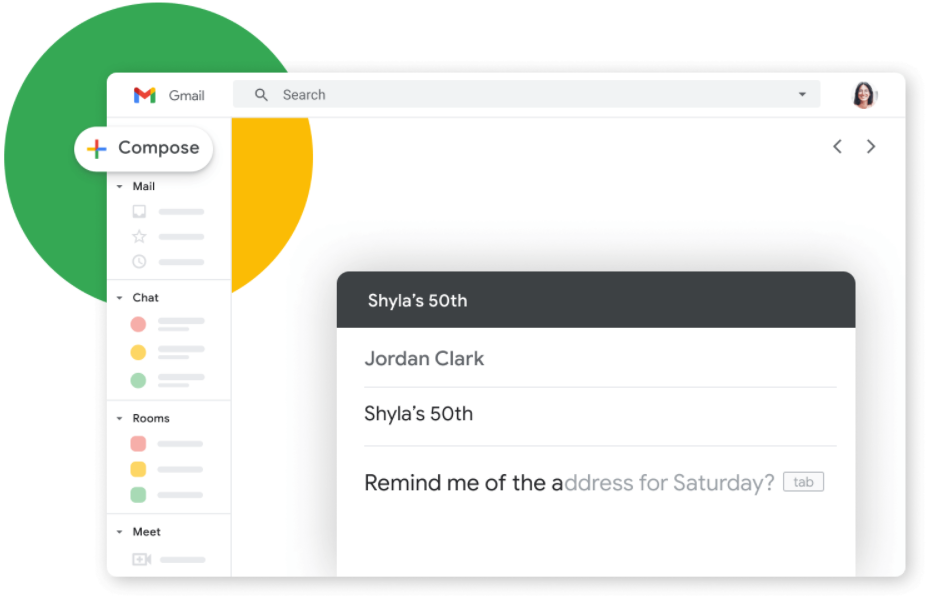 Gmail
Search
Compose
Mail
Chat
Rooms
Meet
Shyla’s 50th
Jordan Clark
Shyla’s 50th
Remind me of the address for Saturday? tab